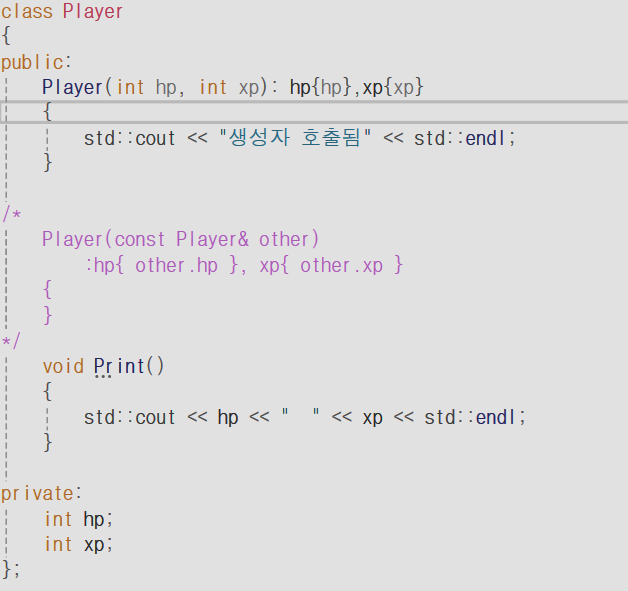 class Player
{
public:
Player(int hp, int xp): hp{hp},xp{xp}
{
std::cout << "생성자 호출됨" << std::endl;
}
/*
Player(const Player& other)
:hp{ other.hp }, xp{ other.xp }
{
}
*/
void Print()
{
std::cout << hp << "  " << xp << std::endl;
}
private:
int hp;
int xp;
};